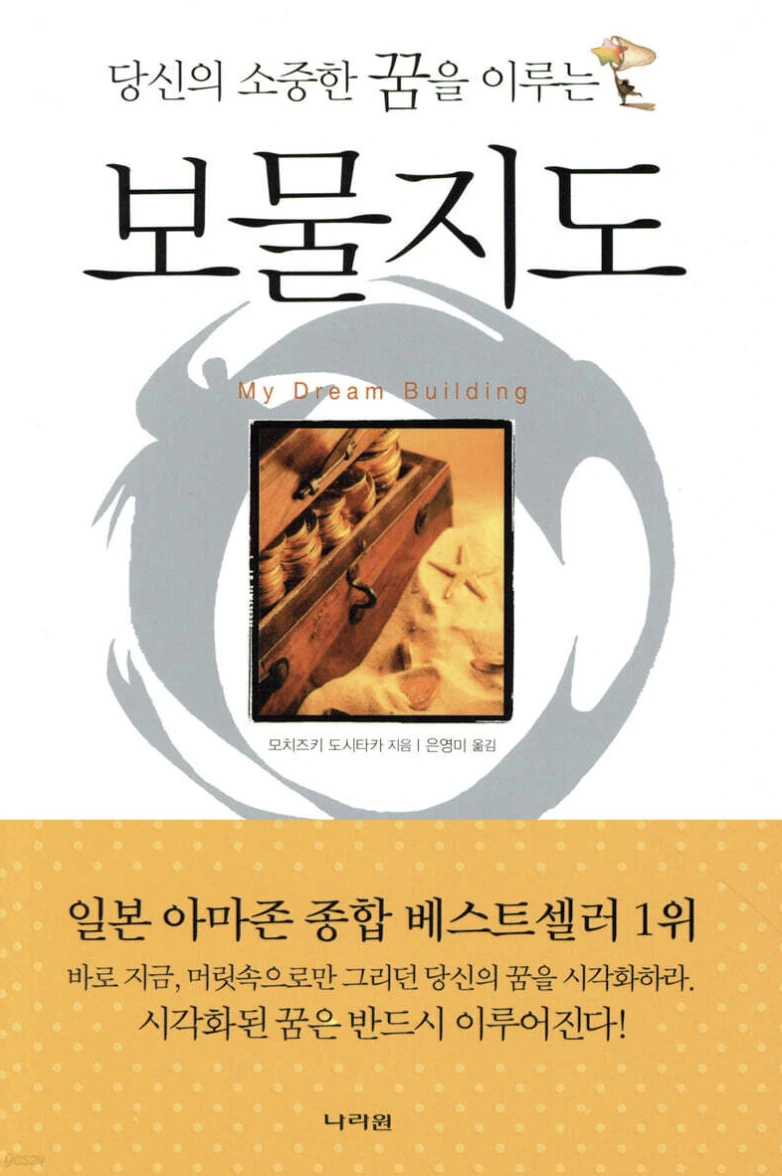 당신의 소중한 꿈을 이루는
보물지도
My Dream Building
모치즈키 도시타카 지음 | 은영미 옮김
일본 아마존 종합 베스트셀러 1위
바로 지금, 머릿속으로만 그리던 당신의 꿈을 시각화하라.
시각화된 꿈은 반드시 이루어진다!
나라원
yes24